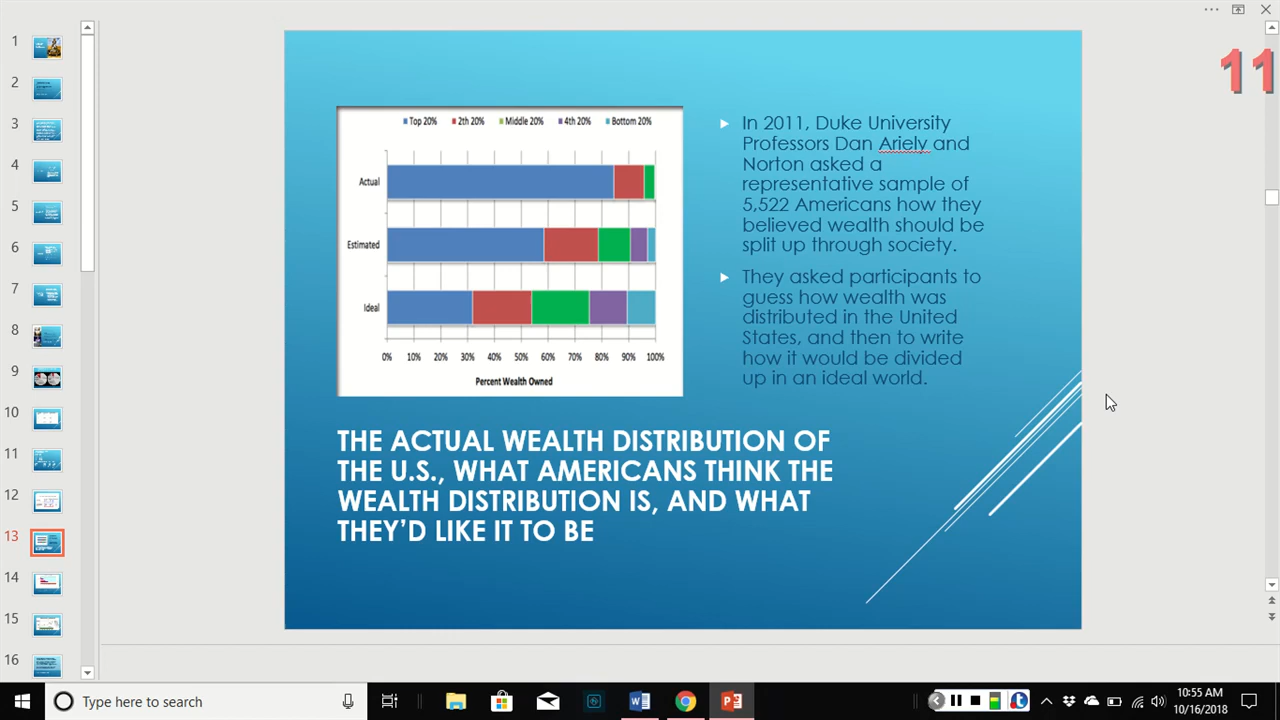 1
2
3
4
5
6
7
8
9
10
11
12
13
14
15
16
11
Top 20% 2th 20% Middle 20% 4th 20% Bottom 20%
Actual
Estimated
Ideal
0% 10% 20% 30% 40% 50% 60% 70% 80% 90% 100%
Percent Wealth Owned
In 2011, Duke University
Professors Dan Ariely and
Norton asked a
representative sample of
5,522 Americans how they
believed wealth should be
split up through society.
They asked participants to
guess how wealth was
distributed in the United
States, and then to write
how it would be divided
up in an ideal world.
THE ACTUAL WEALTH DISTRIBUTION OF
THE U.S., WHAT AMERICANS THINK THE
WEALTH DISTRIBUTION IS, AND WHAT
THEY'D LIKE IT TO BE
Type here to search
10:55 AM
10/16/2018